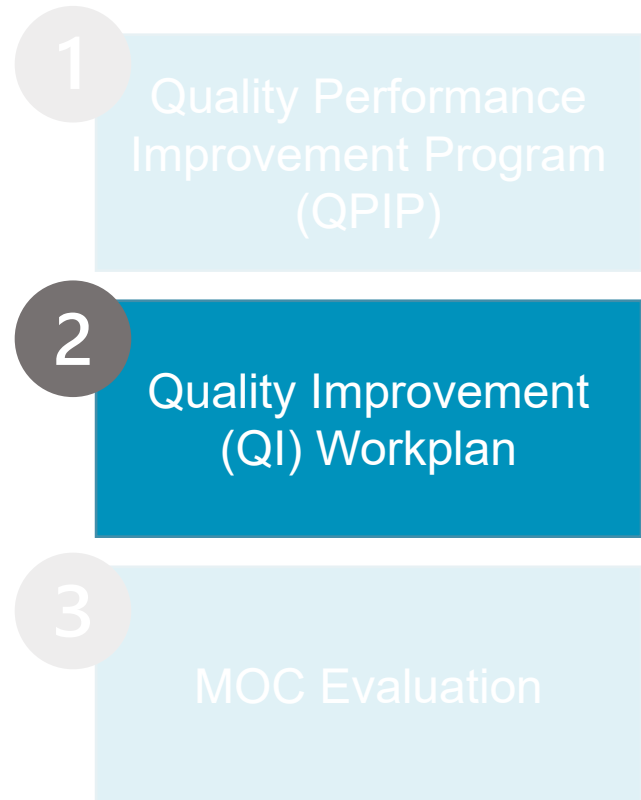 1
Quality Performance
Improvement Program
(QPIP)
2
Quality Improvement
(QI) Workplan
3
MOC Evaluation